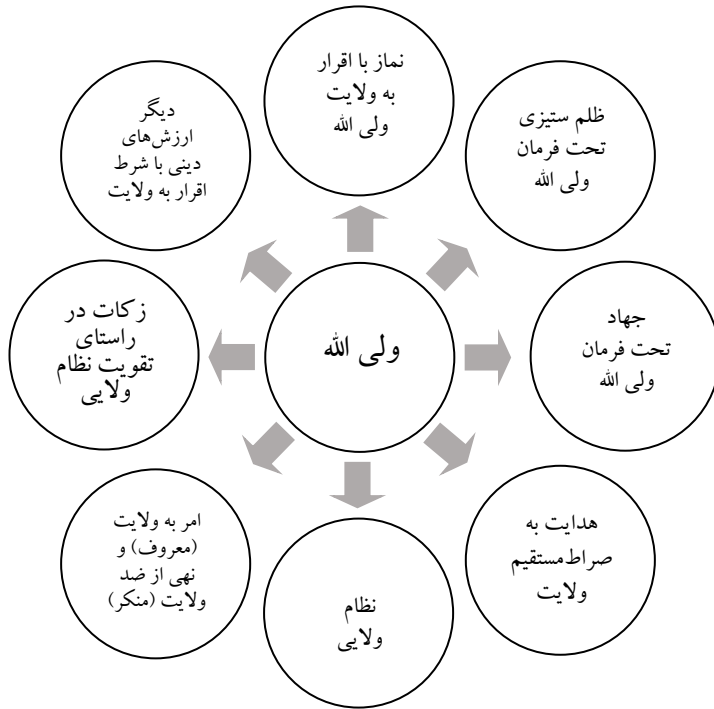 نماز با اقرار
به ولایت
ولی الله
ظلم ستیزی
تحت فرمان
ولی الله
جهاد
تحت فرمان
ولی الله
هدایت به
صراط‌مستقیم
ولایت
نظام
ولایی
امر به ولایت
(معروف) و
نهی از ضد
ولایت (منکر)
زکات در
راستای
تقویت نظام
ولایی
دیگر
ارزش‌های
دینی با شرط
اقرار به ولایت
ولی الله